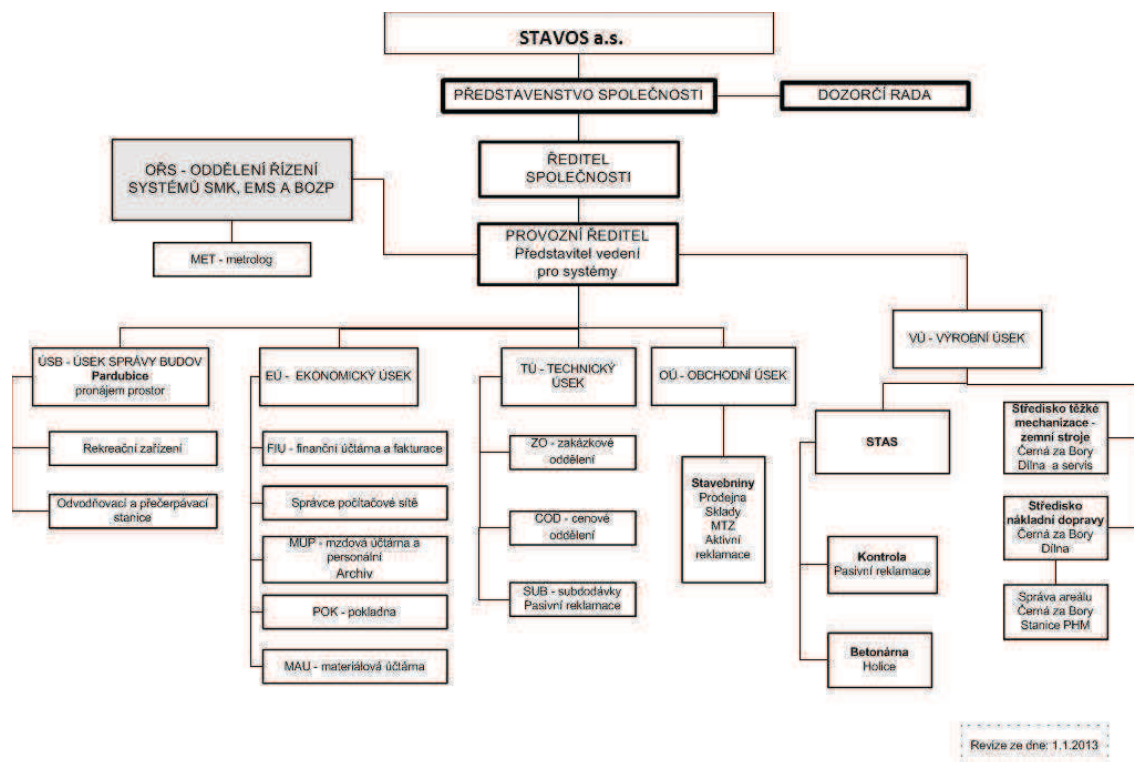 STAVOS a.s.
PŘEDSTAVENSTVO SPOLEČNOSTI
DOZORČÍ RADA
OŘS - ODDĚLENÍ ŘÍZENÍ
SYSTÉMŮ SMK, EMS A BOZP
ŘEDITEL
SPOLEČNOSTI
MET - metrolog
PROVOZNÍ ŘEDITEL
Představitel vedení
pro systémy
VÚ - VÝROBNÍ ÚSEK
ÚSB - ÚSEK SPRÁVY BUDOV
Pardubice
pronájem prostor
EÚ - EKONOMICKÝ ÚSEK
TÚ - TECHNICKÝ
ÚSEK
OÚ - OBCHODNÍ ÚSEK
Rekreační zařízení
Odvodňovací a přečerpávací
stanice
FIU - finanční účtárna a fakturace
Správce počítačové sítě
MUP - mzdová účtárna a
personální
Archiv
POK - pokladna
MAU - materiálová účtárna
ZO - zakázkové
oddělení
COD - cenové
oddělení
SUB - subdodávky
Pasivní reklamace
Stavebniny
Prodejna
Sklady
MTZ
Aktivní
reklamace
STAS
Kontrola
Pasivní reklamace
Betonárna
Holice
Středisko těžké
mechanizace -
zemní stroje
Černá za Bory
Dílna a servis
Středisko
nákladní dopravy
Černá za Bory
Dílna
Správa areálu
Černá za Bory
Stanice PHM
Revize ze dne: 1.1.2013